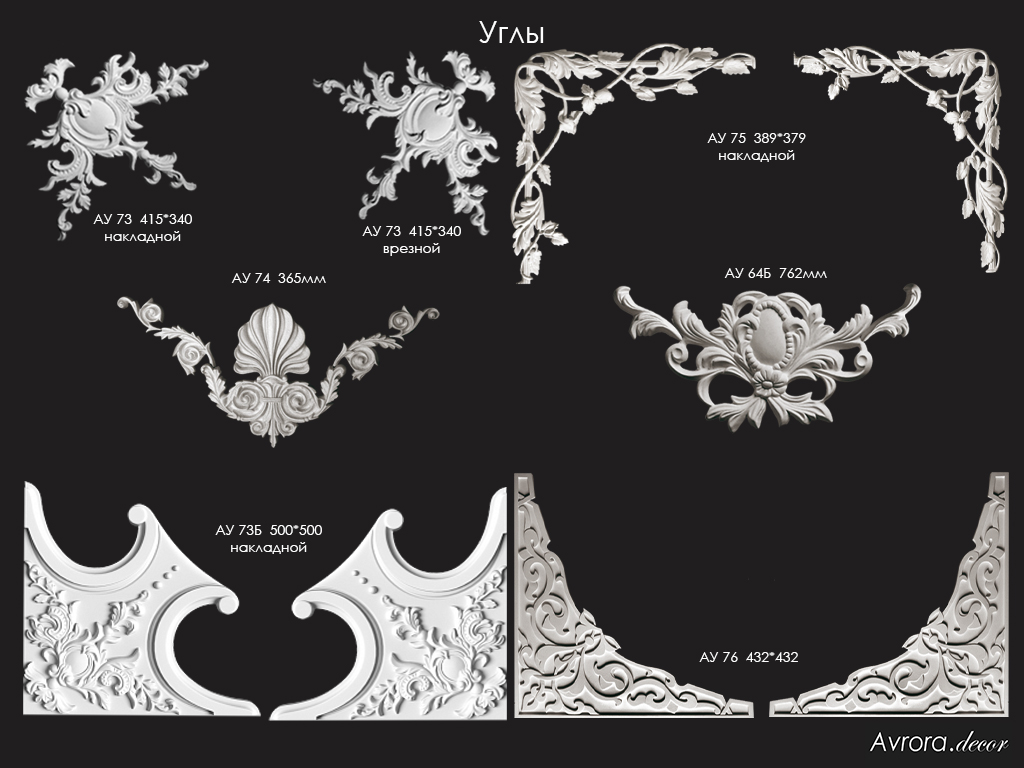 Углы
АУ 73 415*340
накладной
АУ 73 415*340
врезной
АУ 75 389*379
накладной
АУ 74 365мм
АУ 64Б 762мм
АУ 73Б 500*500
накладной
АУ 76 432*432
Avrora.decor